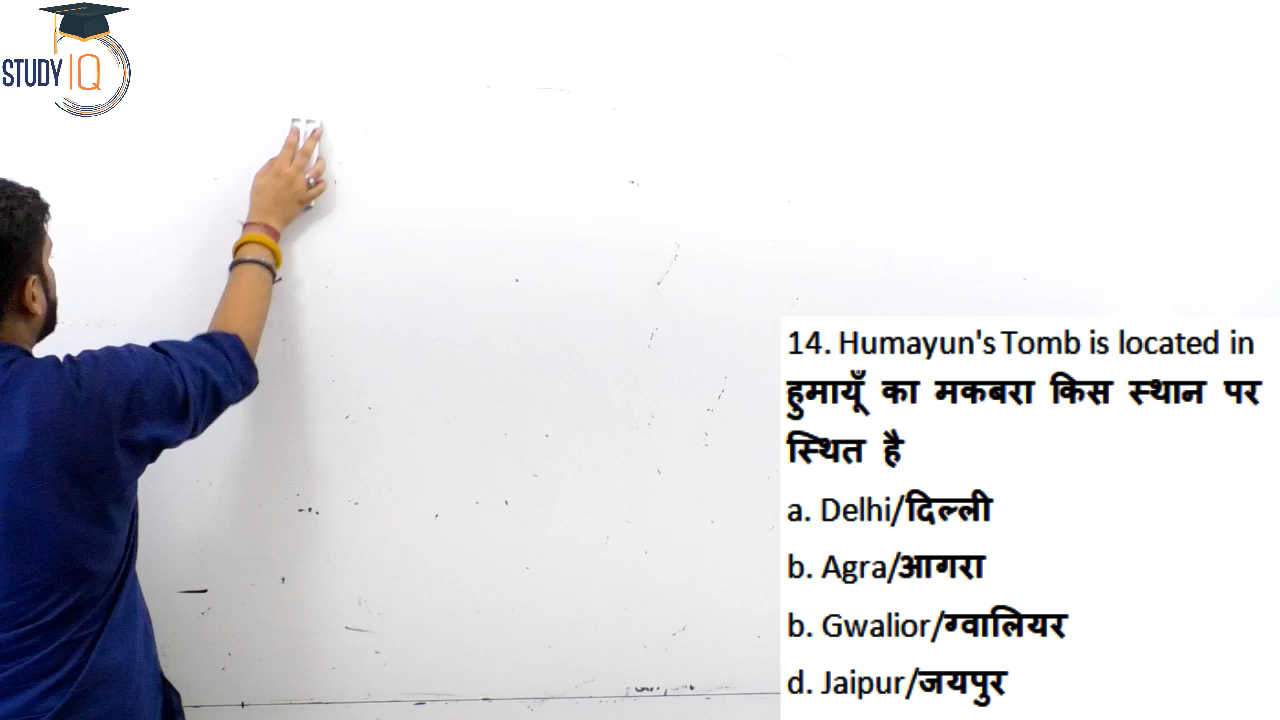 STUDY IQ
14. Humayun's Tomb is located in
हुमायूँ का मकबरा किस स्थान पर
स्थित है
a. Delhi/दिल्ली
b. Agra/आगरा
b. Gwalior/ग्वालियर
d. Jaipur/जयपुर